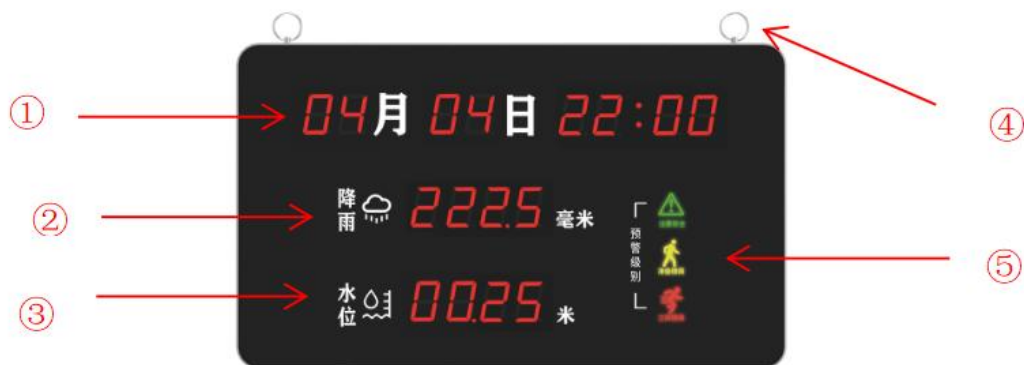 ① 04月04日 22:00 ④
② 降雨 222.5 毫米
预警级别 ⑤
③ 水位 00.25 米